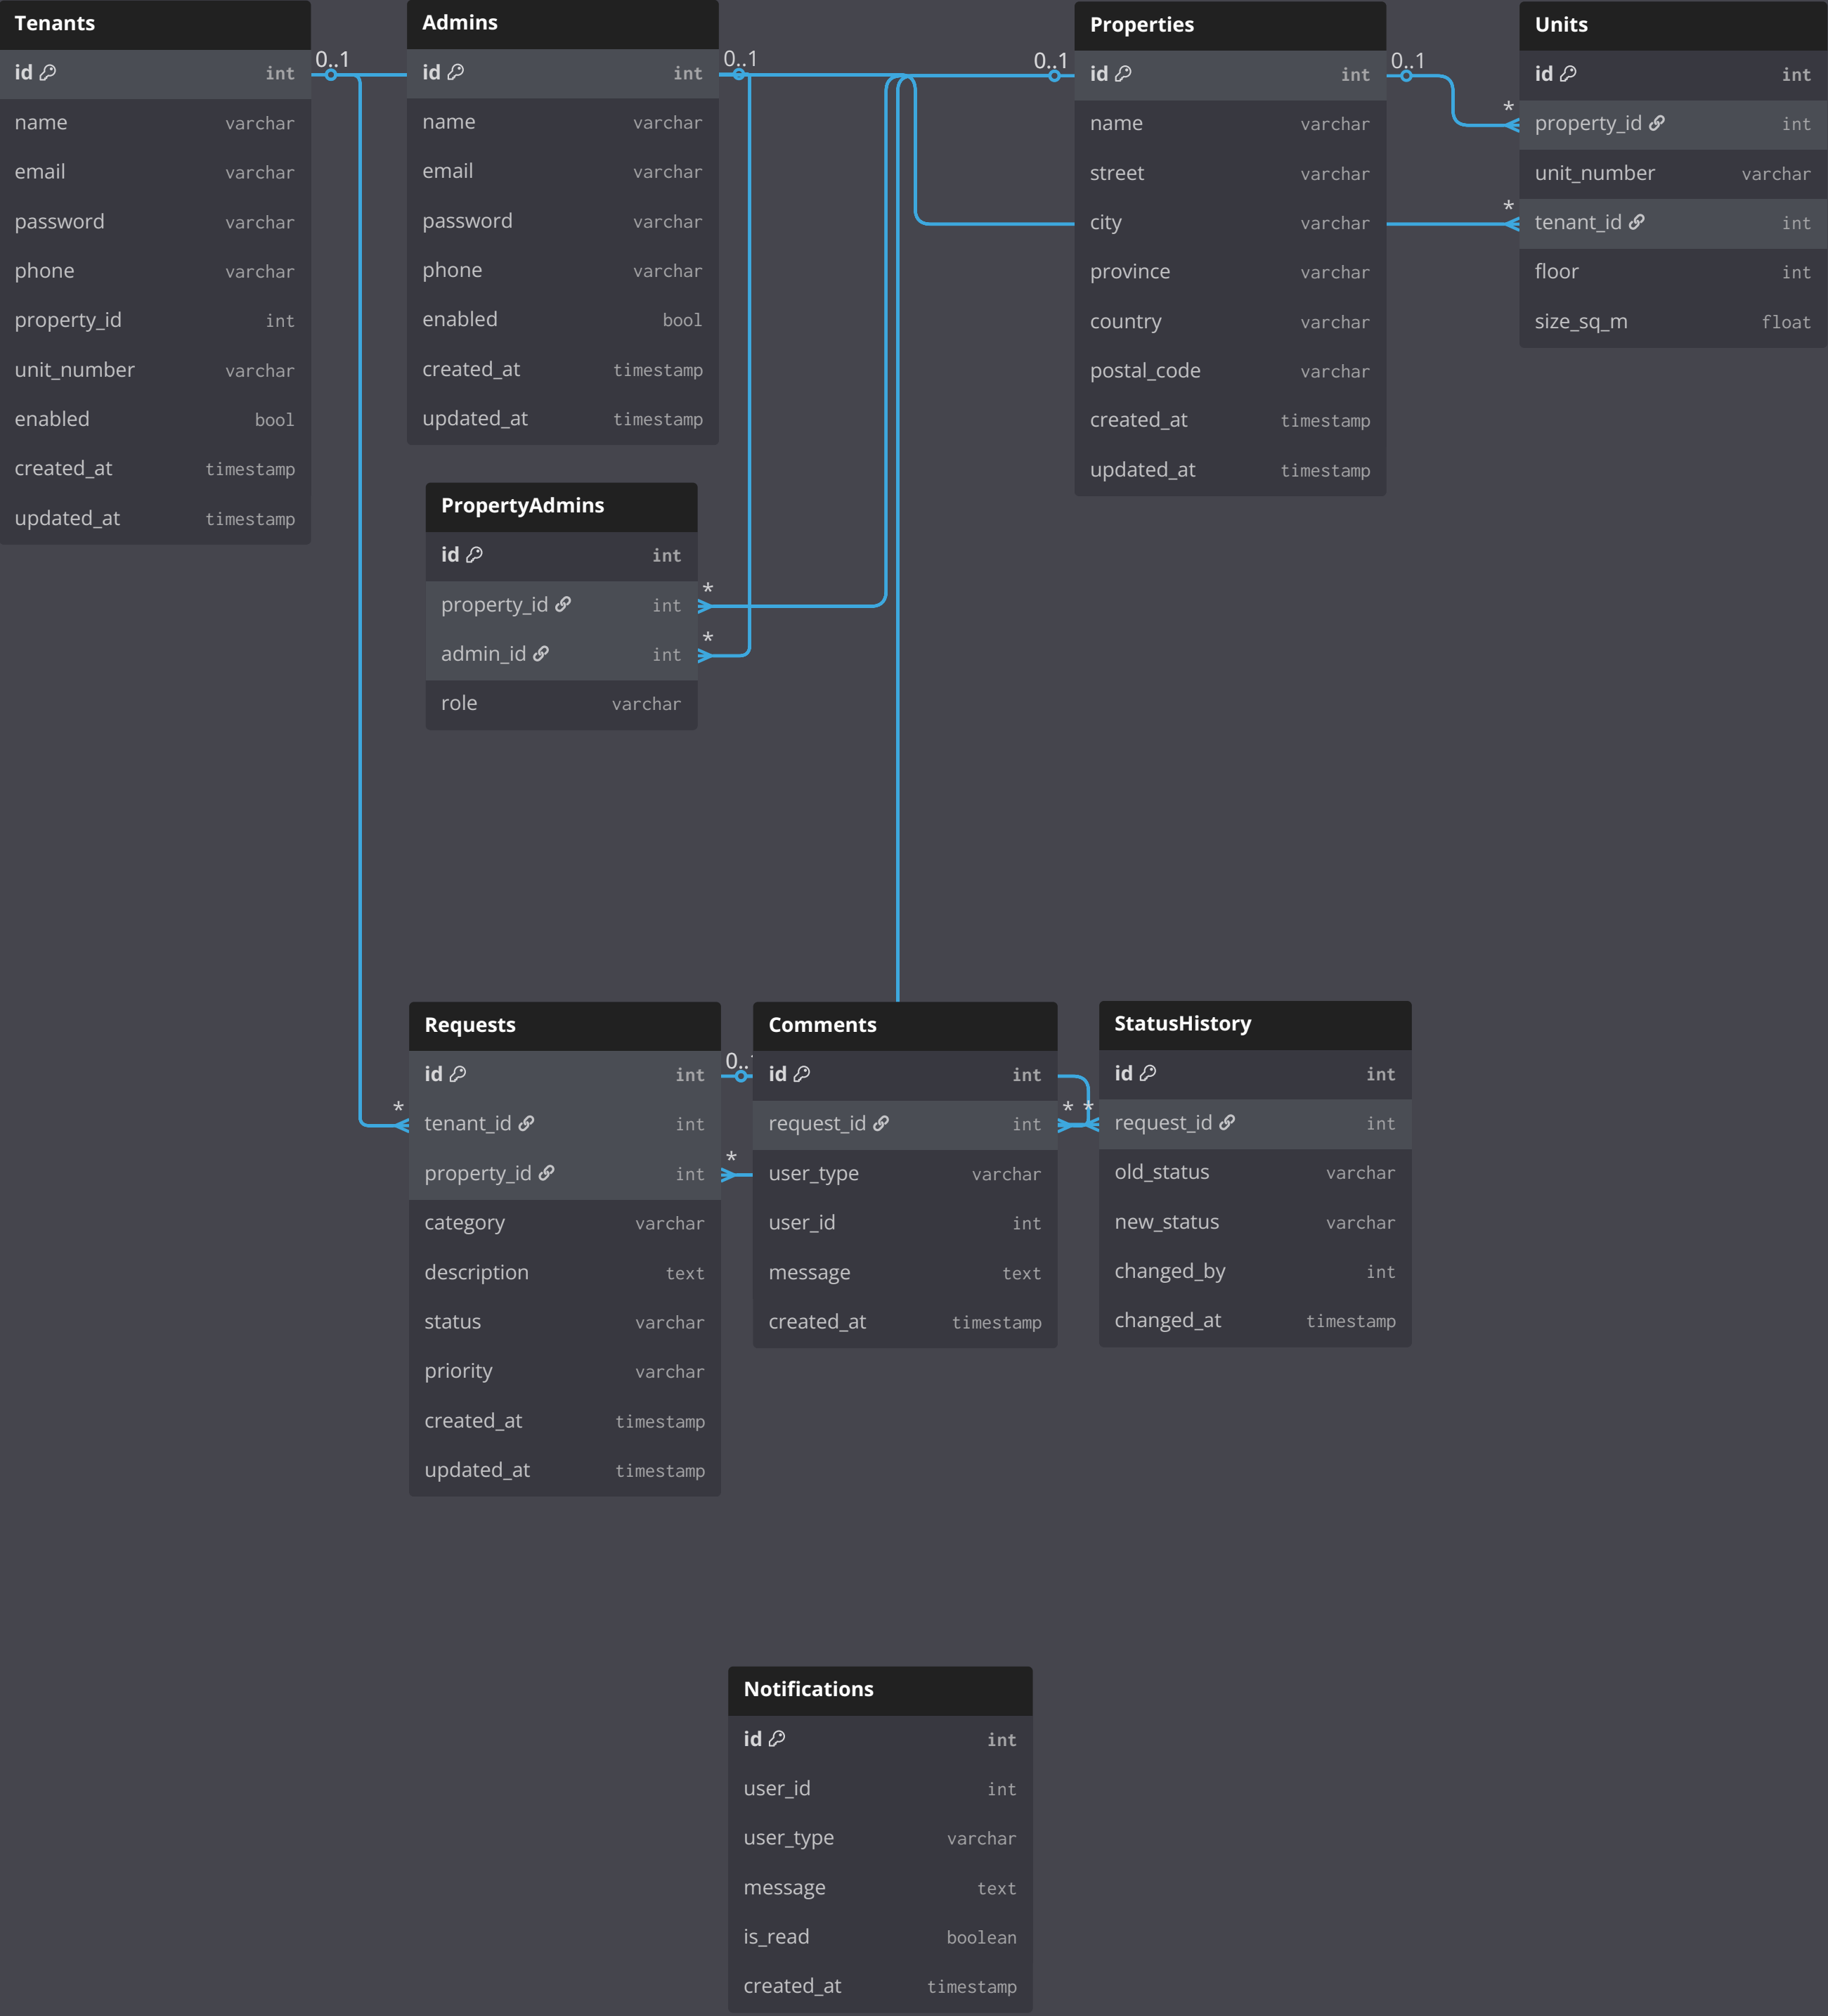 Tenants
id int
name varchar
email varchar
password varchar
phone varchar
property_id int
unit_number varchar
enabled bool
created_at timestamp
updated_at timestamp
0..1
Admins
id int
name varchar
email varchar
password varchar
phone varchar
enabled bool
created_at timestamp
updated_at timestamp
0..1
0..1
Properties
id int
name varchar
street varchar
city varchar
province varchar
country varchar
postal_code varchar
created_at timestamp
updated_at timestamp
0..1
*
*
Units
id int
property_id int
unit_number varchar
tenant_id int
floor int
size_sq_m float
PropertyAdmins
id int
property_id int
admin_id int
role varchar
*
*
*
Requests
id int
tenant_id int
property_id int
category varchar
description text
status varchar
priority varchar
created_at timestamp
updated_at timestamp
0..
*
Comments
id int
request_id int
user_type varchar
user_id int
message text
created_at timestamp
* *
StatusHistory
id int
request_id int
old_status varchar
new_status varchar
changed_by int
changed_at timestamp
Notifications
id int
user_id int
user_type varchar
message text
is_read boolean
created_at timestamp